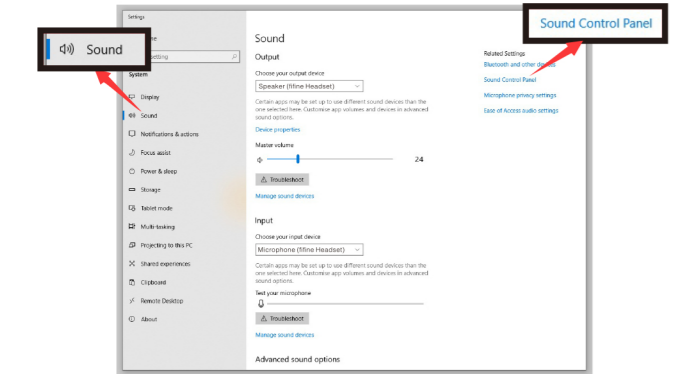 Settings
Sound Control Panel
Sound
setting
System
Display
Sound
Notifications & actions
Focus assist
Power & sleep
Storage
Tablet mode
Multi-tasking
Projecting to this PC
Shared experiences
Clipboard
Remote Desktop
About
Sound
Output
Choose your output device
Speaker (fifine Headset)
Certain apps may be set up to use different sound devices than the
one selected here. Customise app volumes and devices in advanced
sound options.
Device properties
Master volume
24
Troubleshoot
Manage sound devices
Input
Choose your input device
Microphone (fifine Headset)
Certain apps may be set up to use different sound devices than the
one selected here. Customise app volumes and devices in advanced
sound options.
Test your microphone
Troubleshoot
Manage sound devices
Advanced sound options
Related Settings
Bluetooth and other
Sound Control Panel
Microphone privacy settings
Ease of Access audio settings